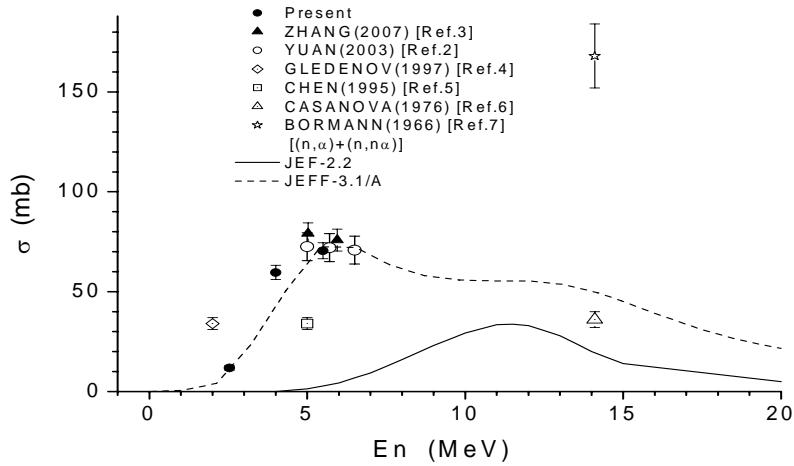 Present
ZHANG(2007) [Ref.3]
YUAN(2003) [Ref.2]
GLEDENOV(1997) [Ref.4]
CHEN(1995) [Ref.5]
CASANOVA(1976) [Ref.6]
BORMANN(1966) [Ref.7]
[(n,α)+(n,nα)]
JEF-2.2
JEFF-3.1/A
150
100
50
0
σ (mb)
0 5 10 15 20
En (MeV)